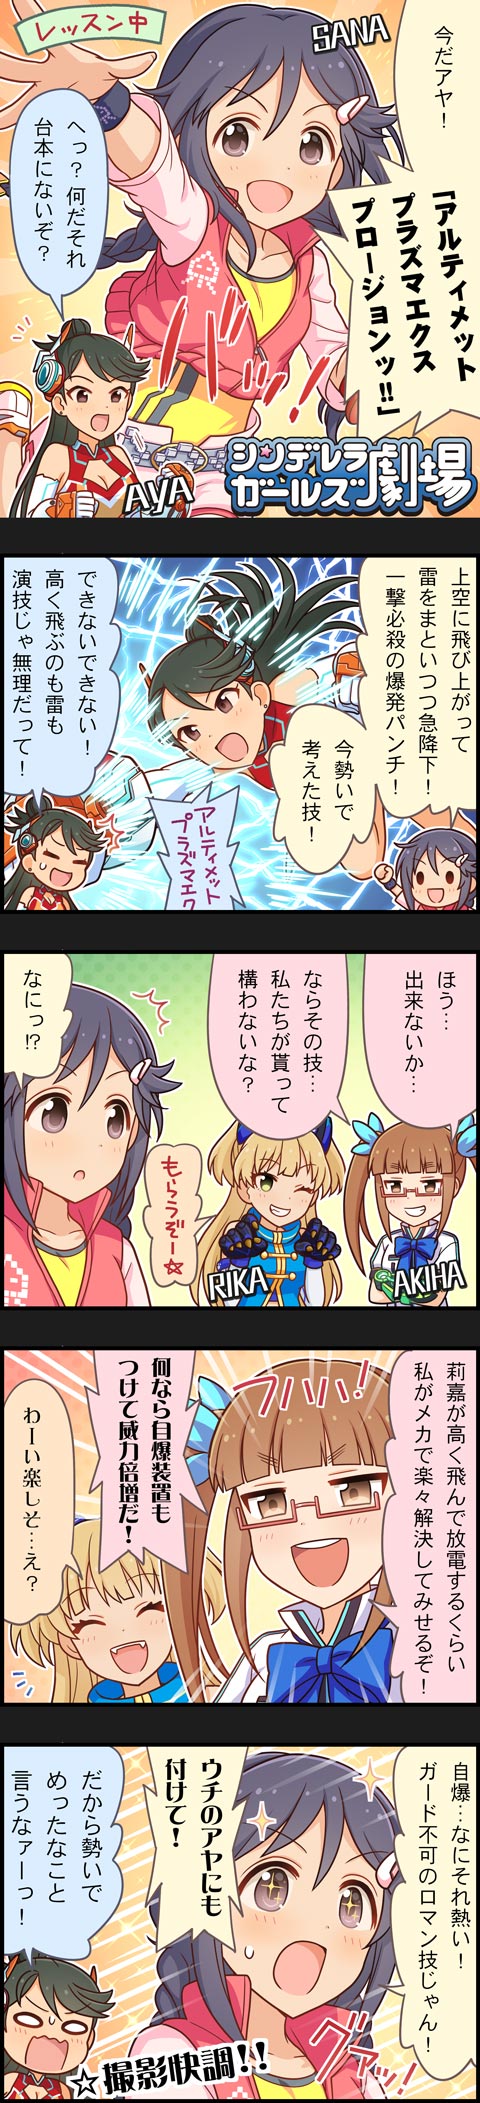 レッスン中
SANA
今だアヤ！
「アルティメット
プラズマエクス
プロージョンッ!!」
へっ？ 何だそれ
台本にないぞ？
バッ!
AYA
シンデレラ
ガールズ劇場
上空に飛び上がって
雷をまといつつ急降下！
一撃必殺の爆発パンチ！
今勢いで
考えた技！
アルティメット
プラズマエク
できないできない！
高く飛ぶのも雷も
演技じゃ無理だって！
ほう…
出来ないか…
ならその技…
私たちが貰って
構わないな？
もらうぞー☆
なにっ!?
RIKA
AKIHA
莉嘉が高く飛んで放電するくらい
私がメカで楽々解決してみせるぞ！
フハハ!
何なら自爆装置も
つけて威力倍増だ！
わーい楽しそ…え？
自爆…なにそれ熱い！
ガード不可のロマン技じゃん！
ウチのアヤにも
付けて！
グァッ!
だから勢いで
めったなこと
言うなァーっ！
☆撮影快調!!